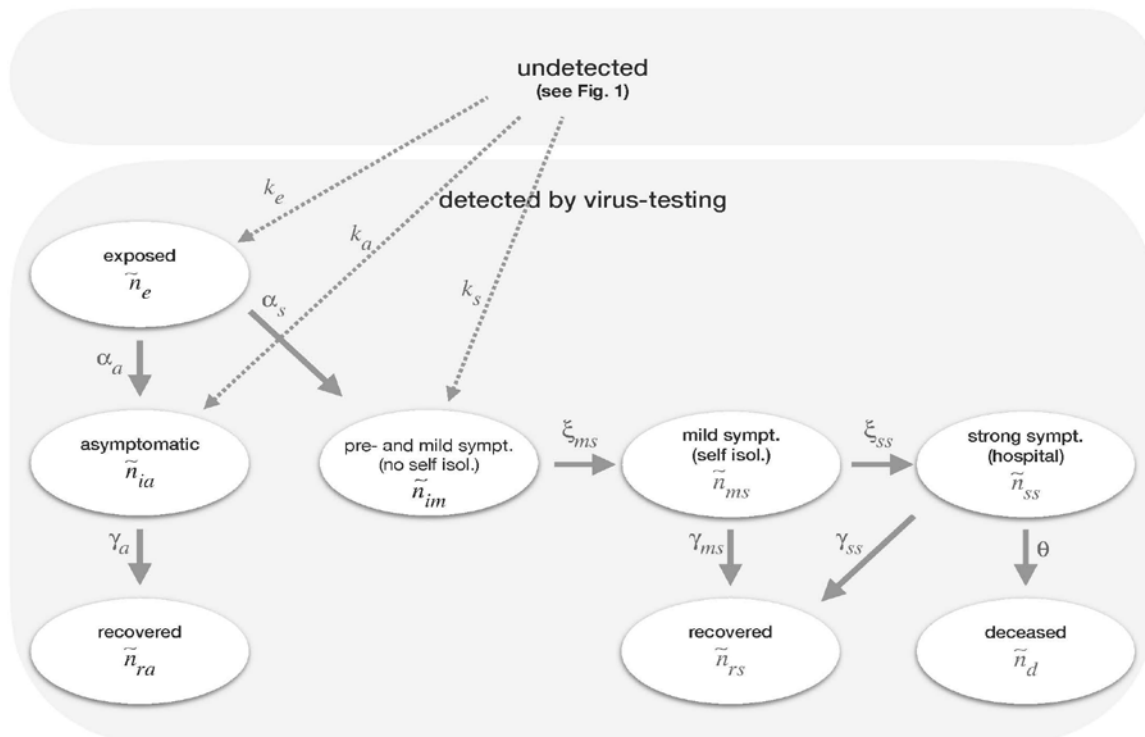 undetected
(see Fig. 1)
detected by virus-testing
k_e
k_a
k_s
exposed
ñ_e
α_s
α_a
asymptomatic
ñ_ia
pre- and mild sympt.
(no self isol.)
ñ_im
ξ_ms
mild sympt.
(self isol.)
ñ_ms
ξ_ss
strong sympt.
(hospital)
ñ_ss
γ_a
γ_ms
γ_ss
θ
recovered
ñ_ra
recovered
ñ_rs
deceased
ñ_d